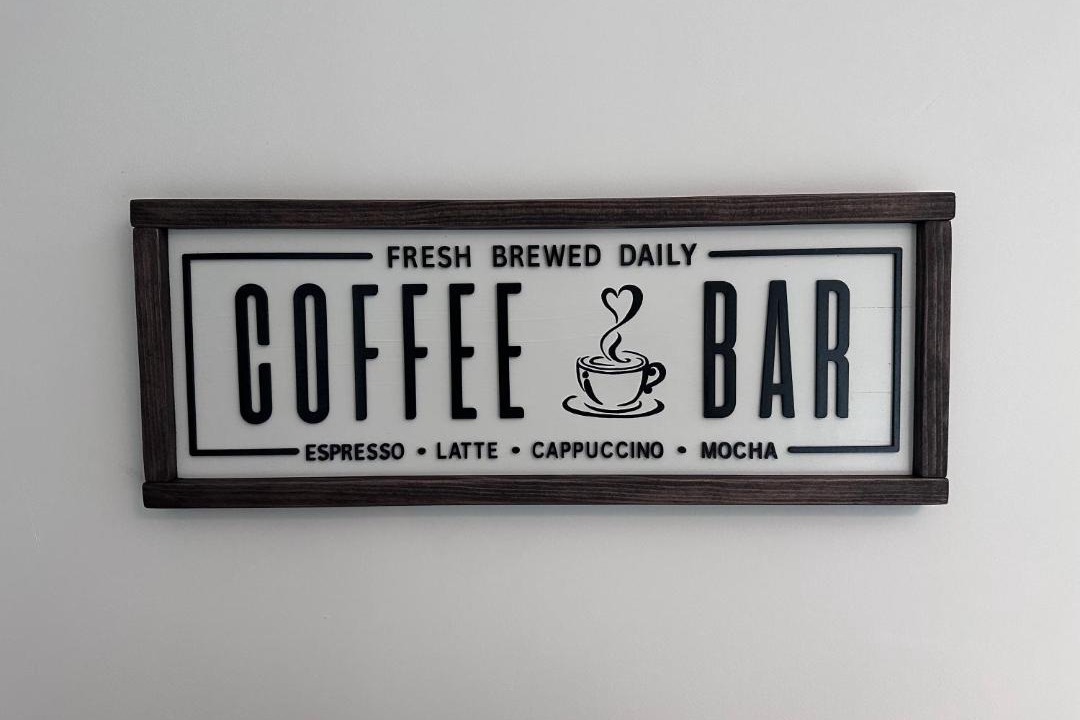 FRESH BREWED DAILY
COFFEE BAR
ESPRESSO • LATTE • CAPPUCCINO • MOCHA